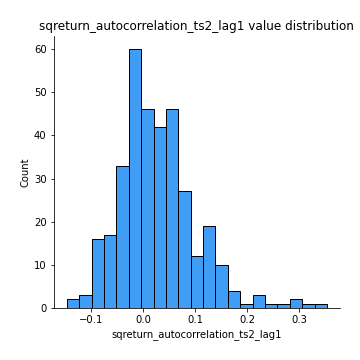 sqreturn_autocorrelation_ts2_lag1 value distribution
60
50
40
30
20
10
0
Count
−0.1 0.0 0.1 0.2 0.3
sqreturn_autocorrelation_ts2_lag1